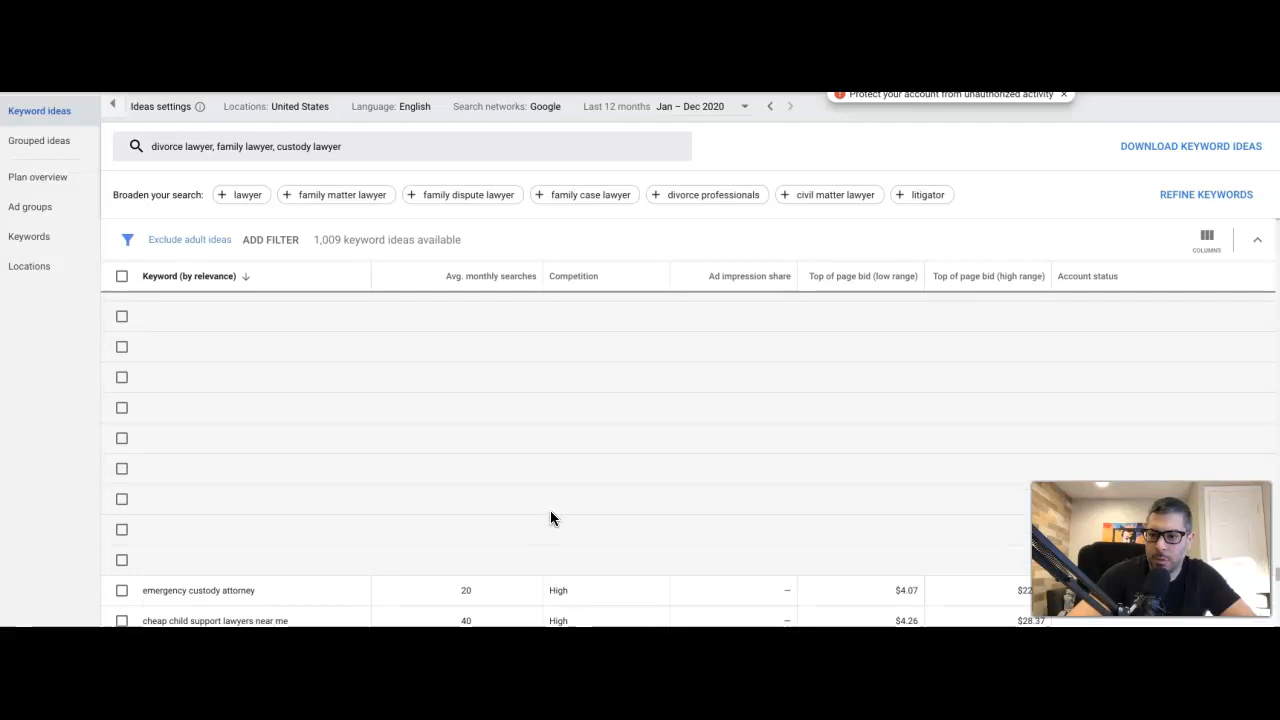 Protect your account from unauthorized activity ×
Keyword ideas
Ideas settings Locations: United States Language: English Search networks: Google Last 12 months Jan – Dec 2020
Grouped ideas
divorce lawyer, family lawyer, custody lawyer
DOWNLOAD KEYWORD IDEAS
Plan overview
Broaden your search: + lawyer + family matter lawyer + family dispute lawyer + family case lawyer + divorce professionals + civil matter lawyer + litigator
REFINE KEYWORDS
Ad groups
Keywords
Exclude adult ideas ADD FILTER 1,009 keyword ideas available
COLUMNS
Locations
Keyword (by relevance) Avg. monthly searches Competition Ad impression share Top of page bid (low range) Top of page bid (high range) Account status
emergency custody attorney 20 High – $4.07 $22
cheap child support lawyers near me 40 High – $4.26 $28.37